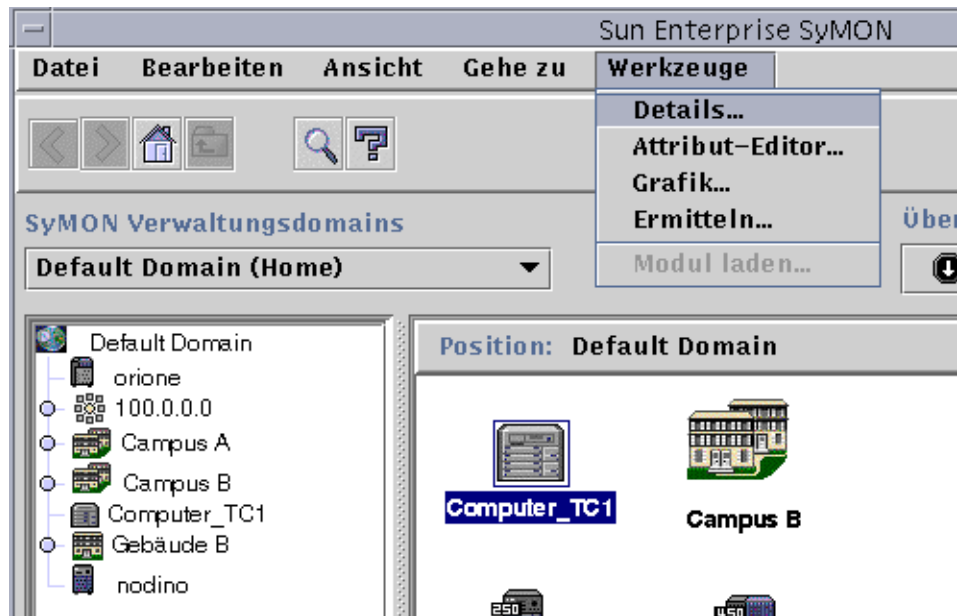 Sun Enterprise SyMON
Datei Bearbeiten Ansicht Gehe zu Werkzeuge
Details...
Attribut-Editor...
Grafik...
Ermitteln...
Modul laden...
SyMON Verwaltungsdomains
Über
Default Domain (Home)
Default Domain
orione
100.0.0.0
Campus A
Campus B
Computer_TC1
Gebäude B
nodino
Position: Default Domain
Computer_TC1
Campus B
250
450